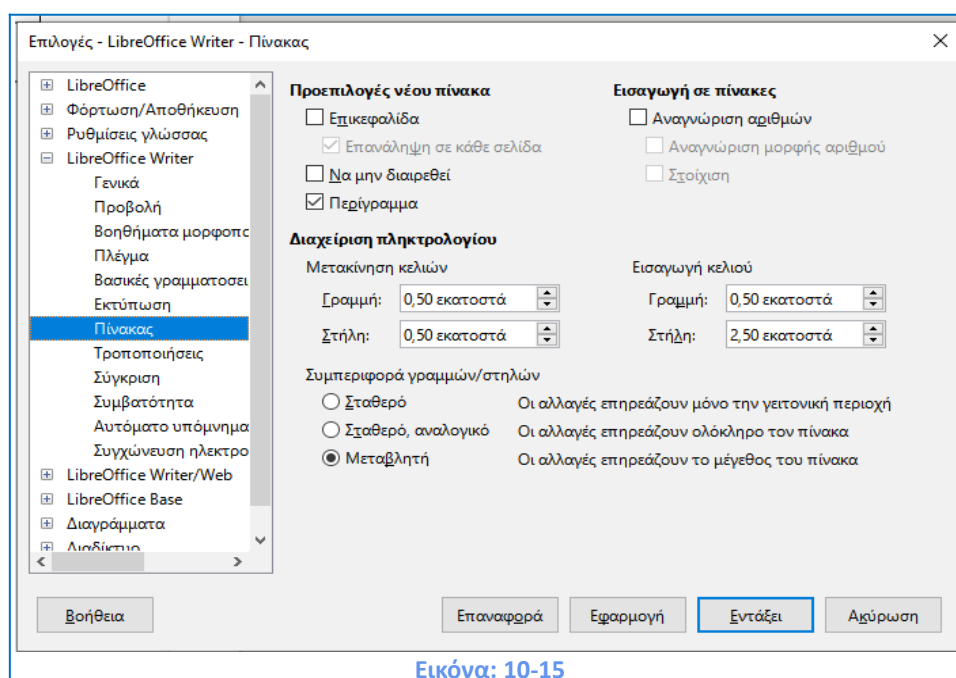 Επιλογές - LibreOffice Writer - Πίνακας
LibreOffice
Φόρτωση/Αποθήκευση
Ρυθμίσεις γλώσσας
LibreOffice Writer
Γενικά
Προβολή
Βοηθήματα μορφοπο
Πλέγμα
Βασικές γραμματοσει
Εκτύπωση
Πίνακας
Τροποποιήσεις
Σύγκριση
Συμβατότητα
Αυτόματο υπόμνημα
Συγχώνευση ηλεκτρο
LibreOffice Writer/Web
LibreOffice Base
Διαγράμματα
Διαδίκτυο
Προεπιλογές νέου πίνακα
Επικεφαλίδα
Επανάληψη σε κάθε σελίδα
Να μην διαιρεθεί
Περίγραμμα
Εισαγωγή σε πίνακες
Αναγνώριση αριθμών
Αναγνώριση μορφής αριθμού
Στοίχιση
Διαχείριση πληκτρολογίου
Μετακίνηση κελιών
Γραμμή: 0,50 εκατοστά
Στήλη: 0,50 εκατοστά
Εισαγωγή κελιού
Γραμμή: 0,50 εκατοστά
Στήλη: 2,50 εκατοστά
Συμπεριφορά γραμμών/στηλών
Σταθερό Οι αλλαγές επηρεάζουν μόνο την γειτονική περιοχή
Σταθερό, αναλογικό Οι αλλαγές επηρεάζουν ολόκληρο τον πίνακα
Μεταβλητή Οι αλλαγές επηρεάζουν το μέγεθος του πίνακα
Βοήθεια Επαναφορά Εφαρμογή Εντάξει Ακύρωση
Εικόνα: 10-15